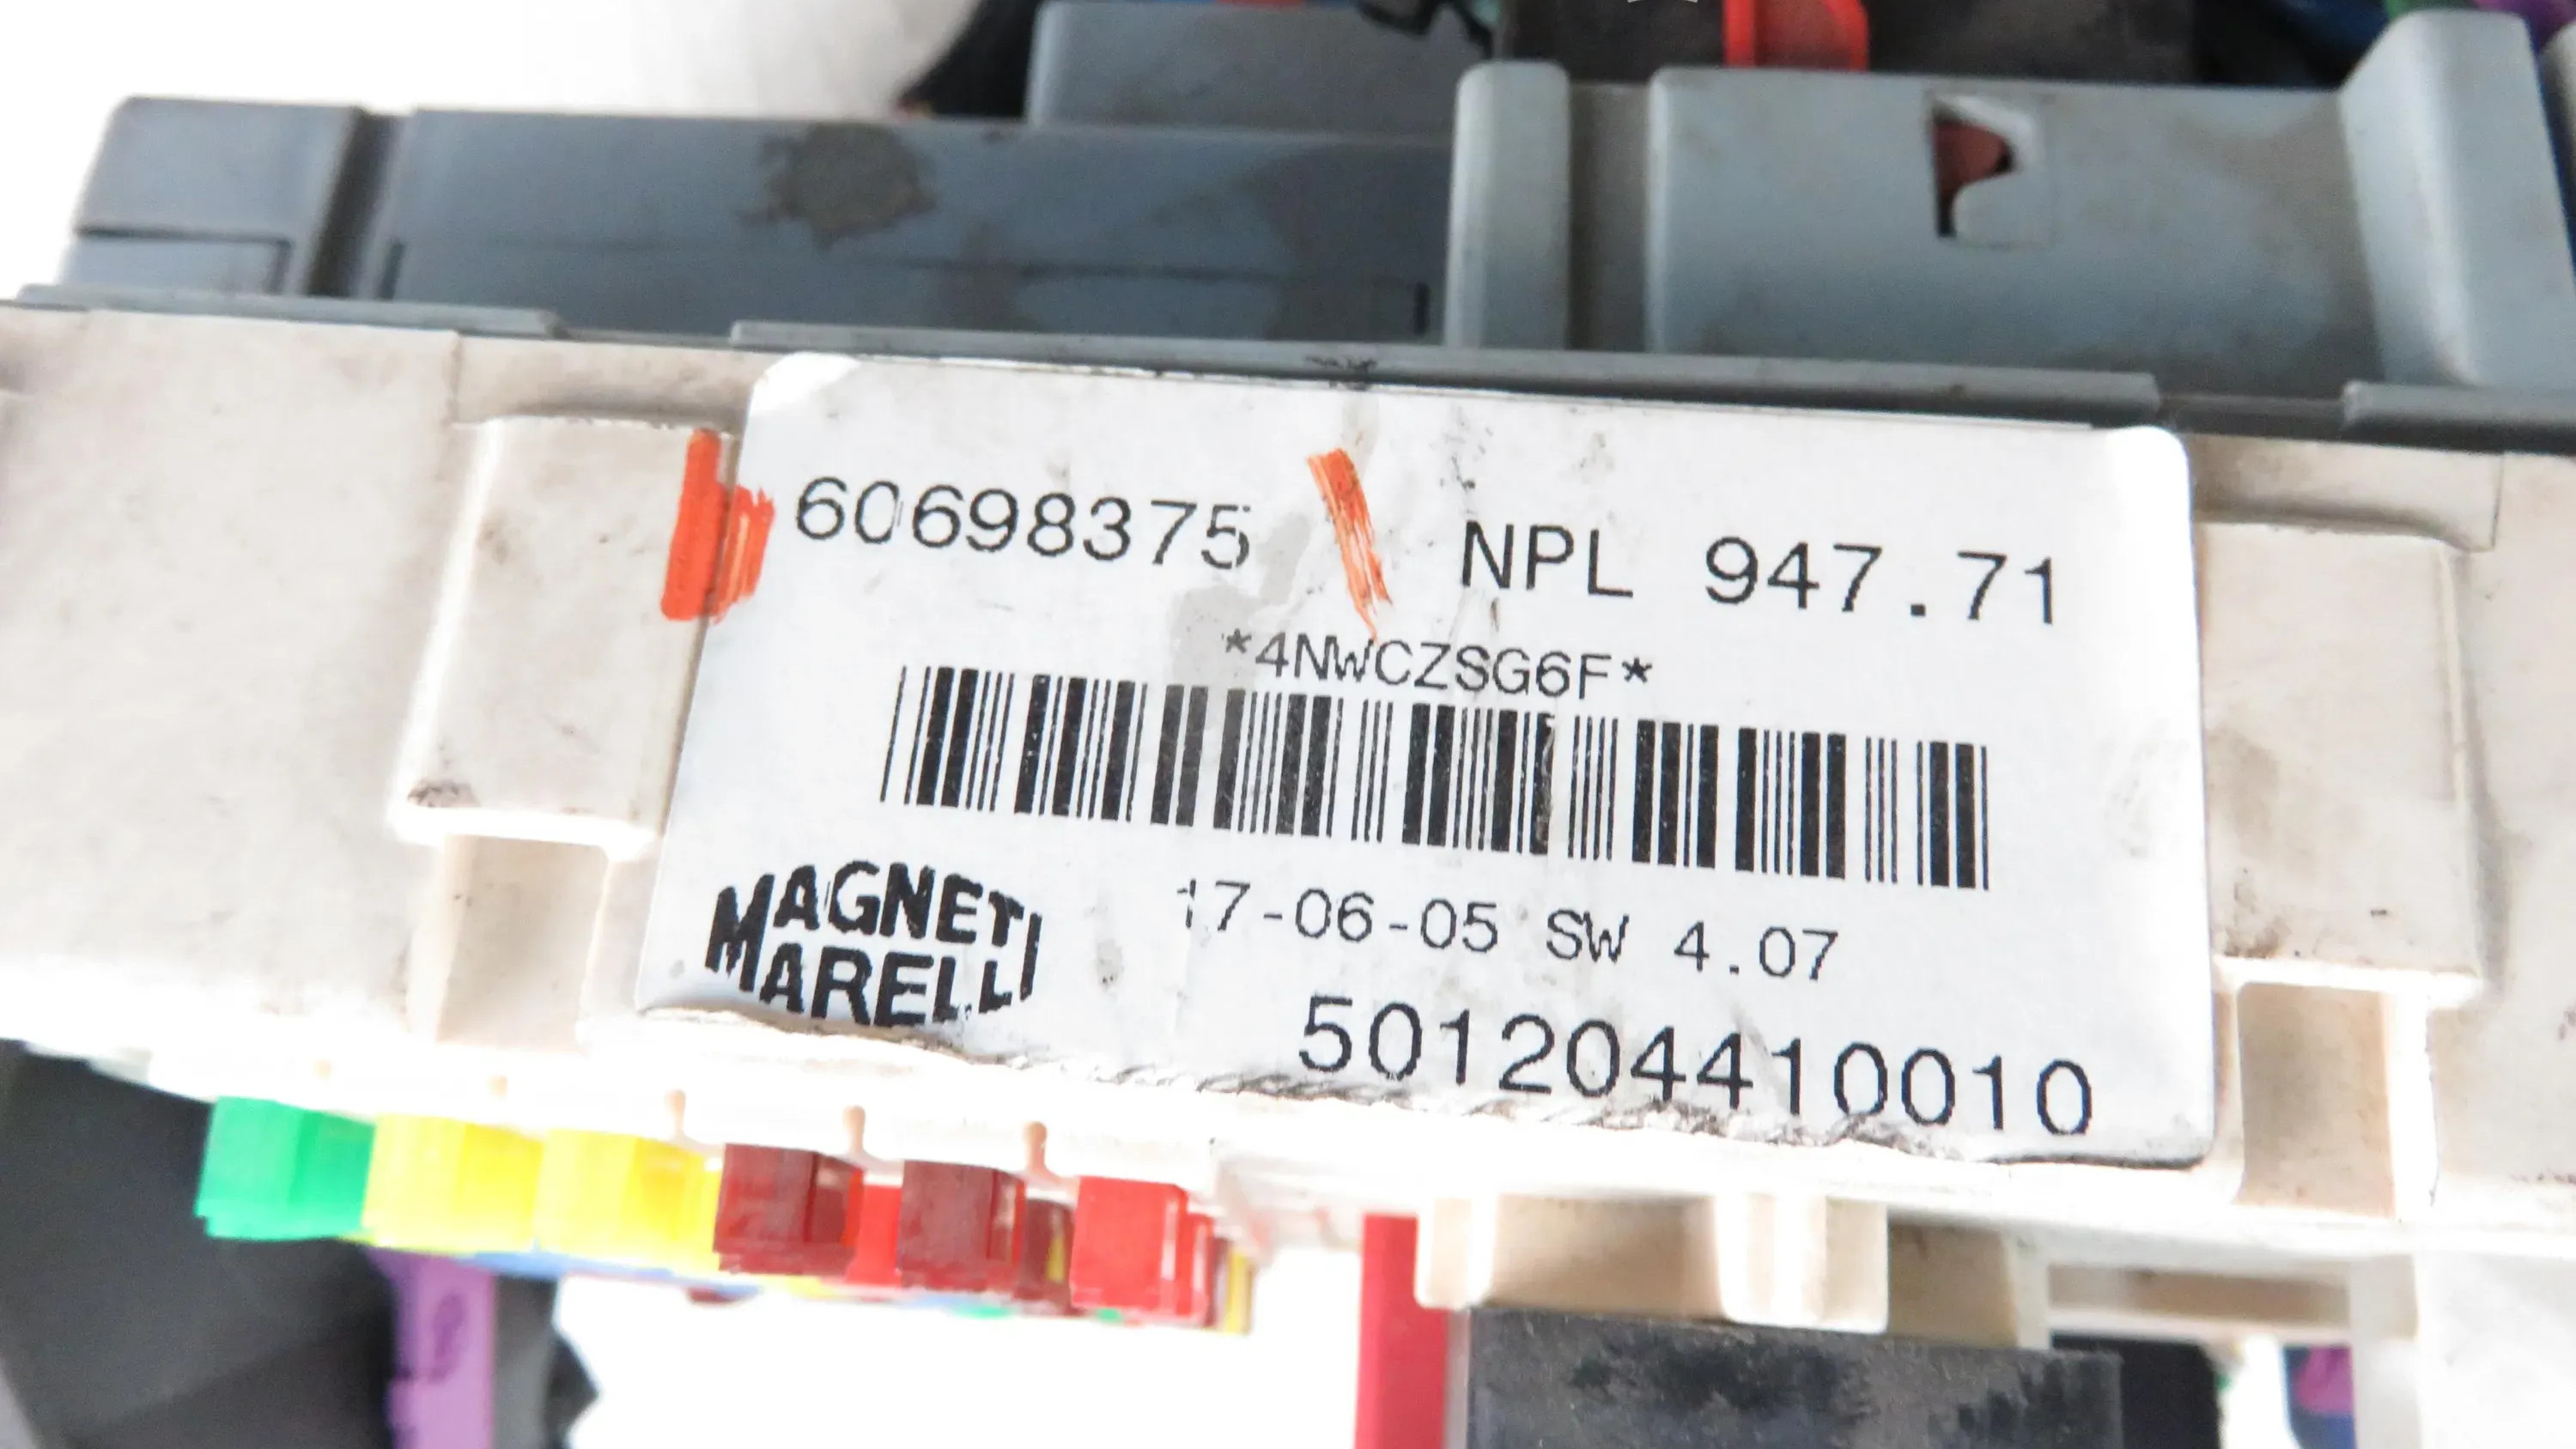 60698375 NPL 947.71
*4NWCZSG6F*
MAGNETI
MARELLI
17-06-05 SW 4.07
501204410010